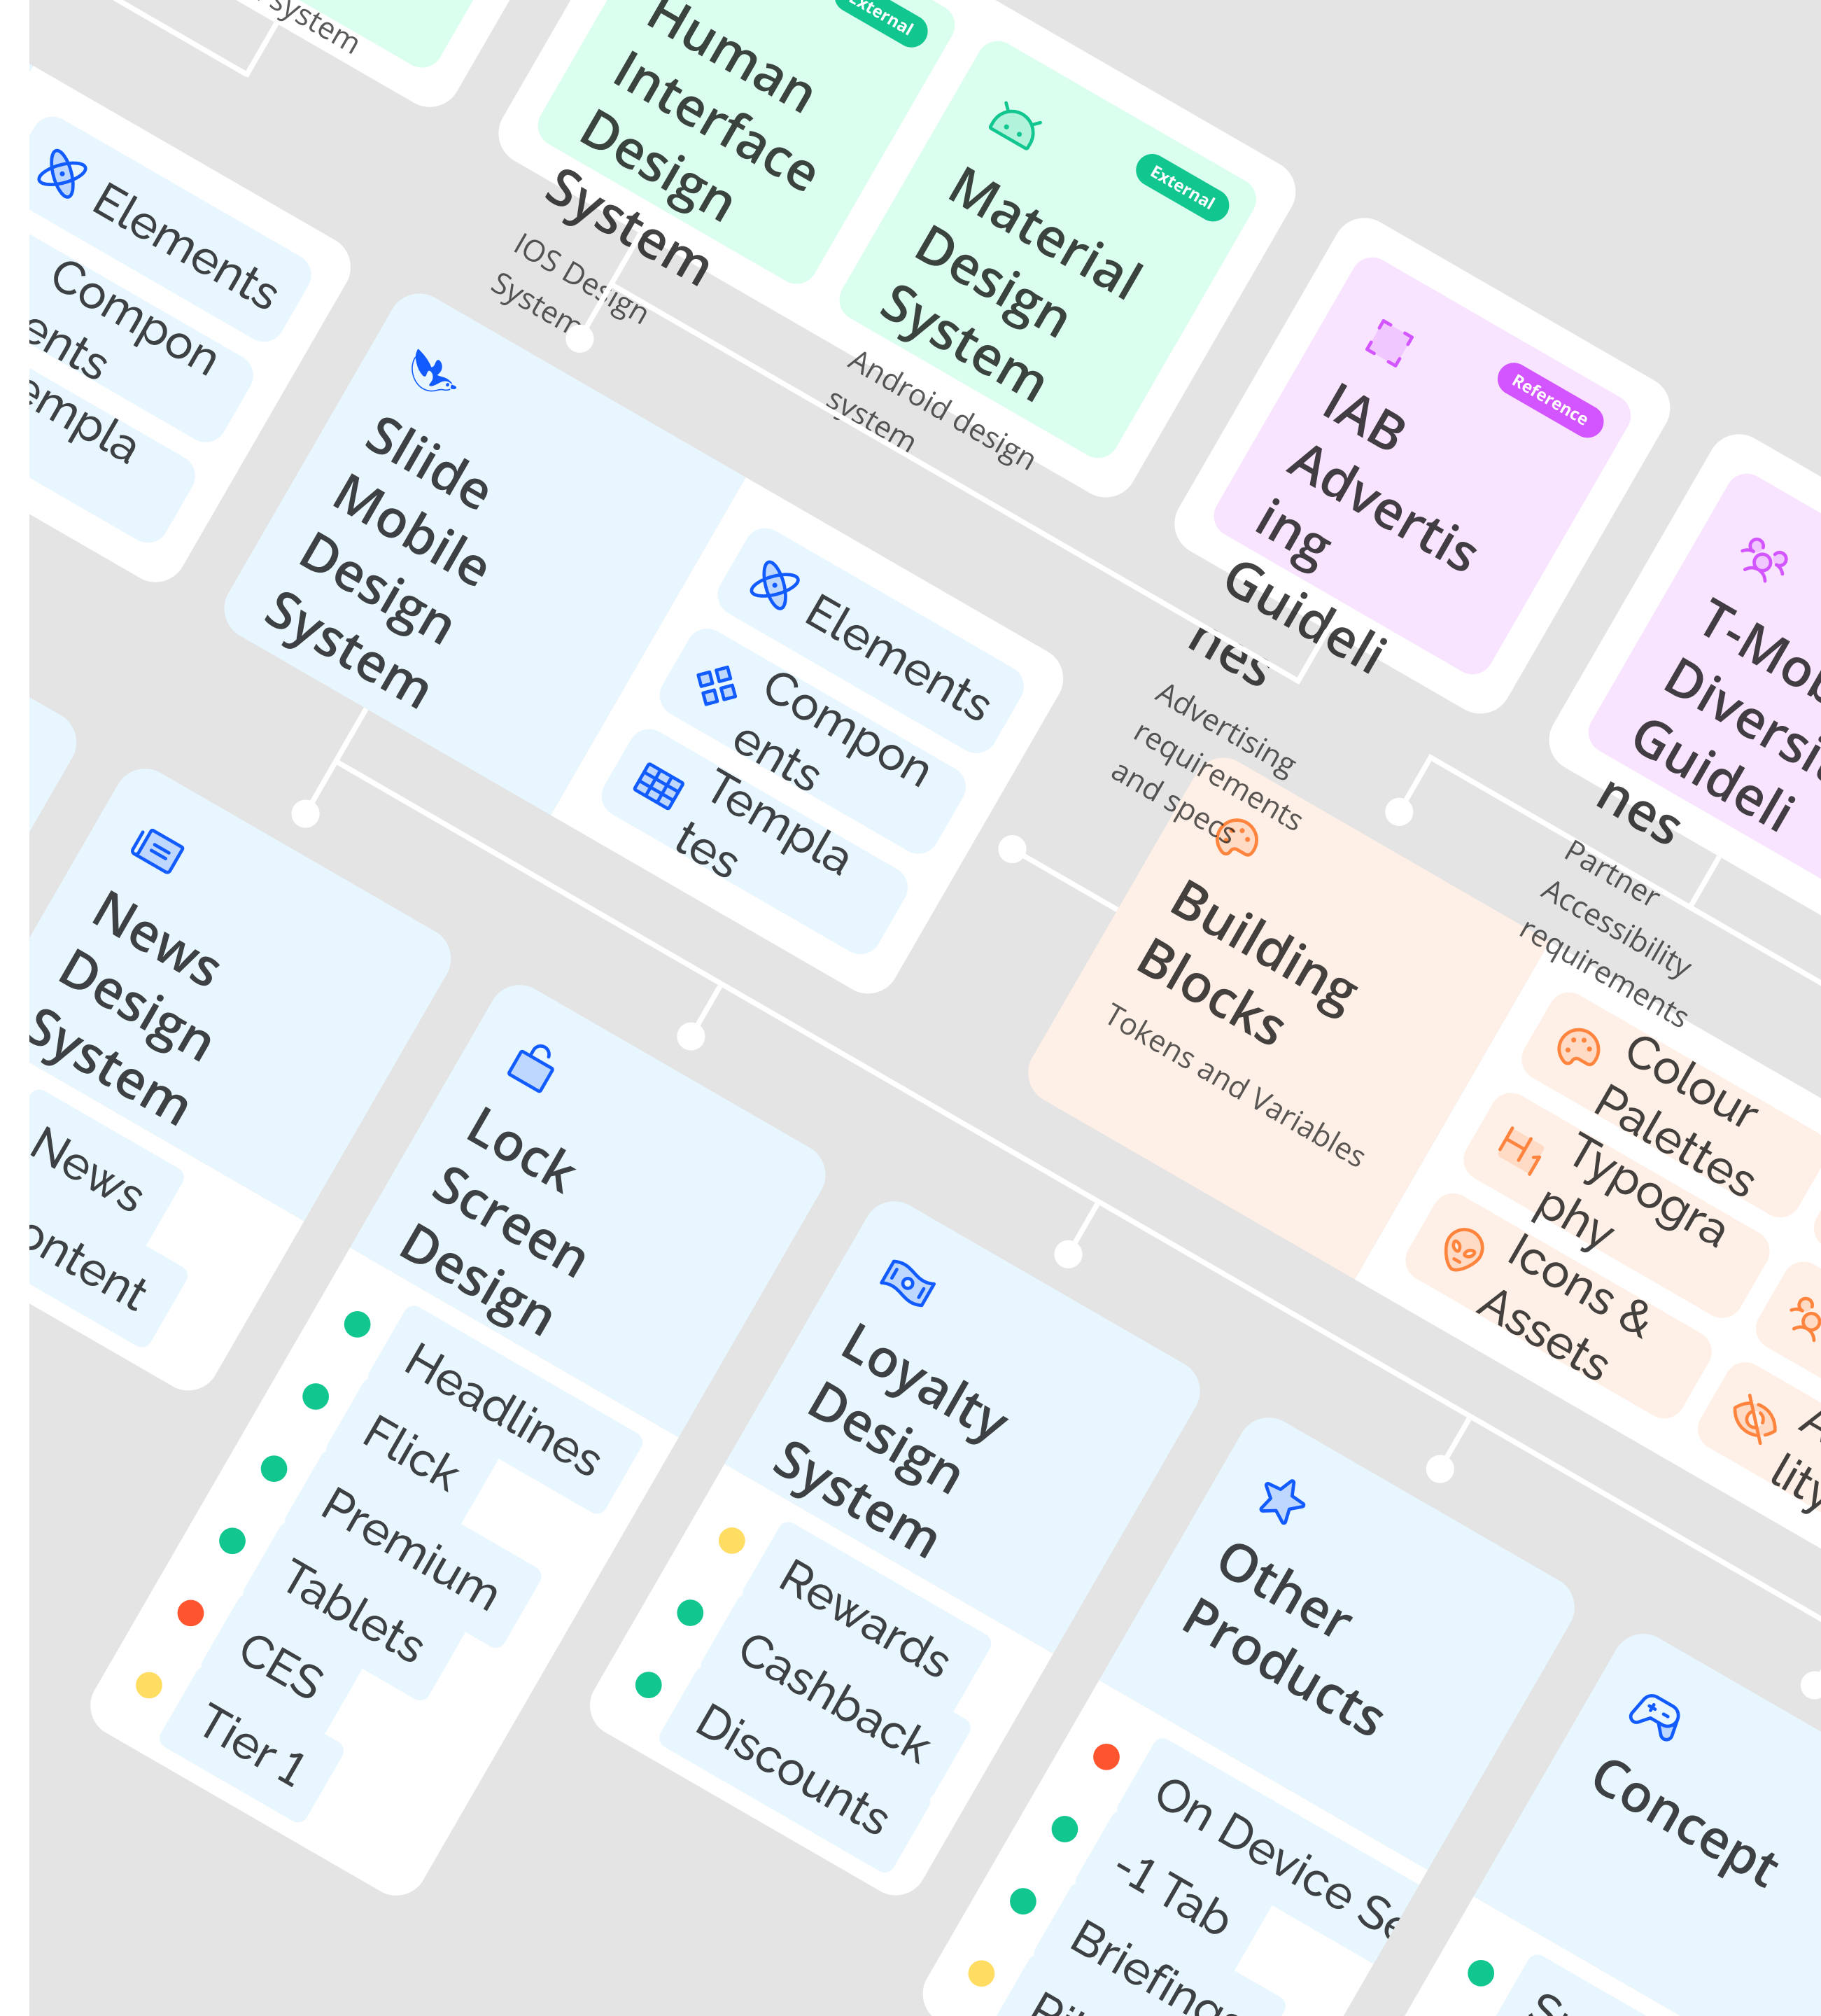 system
Human
Interface
Design
System
External
IOS Design
System
Material
Design
System
External
Android design
system
IAB
Advertis
ing
Guideli
nes
Reference
Advertising
requirements
and specs
T-Mob
Diversit
Guideli
nes
Partner
Accessibility
requirements
Elements
Compon
ents
empla
Sliide
Mobile
Design
System
Elements
Compon
ents
Templa
tes
Building
Blocks
Tokens and Variables
Colour
Palettes
Typogra
phy
Icons &
Assets
lity
News
Design
System
News
ontent
Lock
Screen
Design
Headlines
Flick
Premium
Tablets
CES
Tier 1
Loyalty
Design
System
Rewards
Cashback
Discounts
Other
Products
On Device Se
-1 Tab
Briefing
Concept